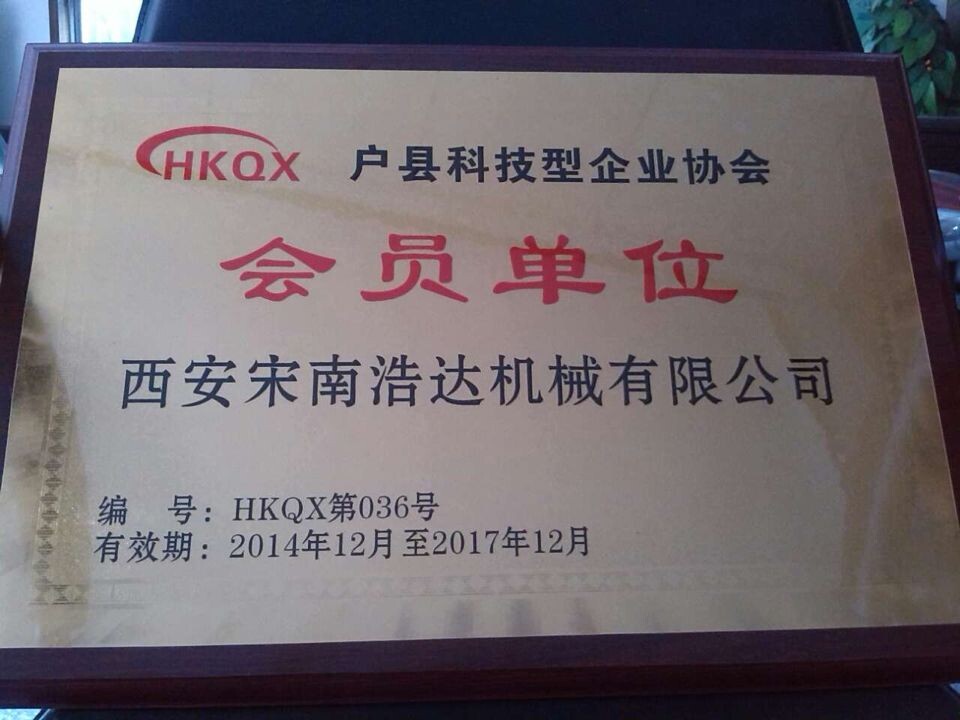 HKQX 户县科技型企业协会
会员单位
西安宋南浩达机械有限公司
编 号：HKQX第036号
有效期：2014年12月至2017年12月